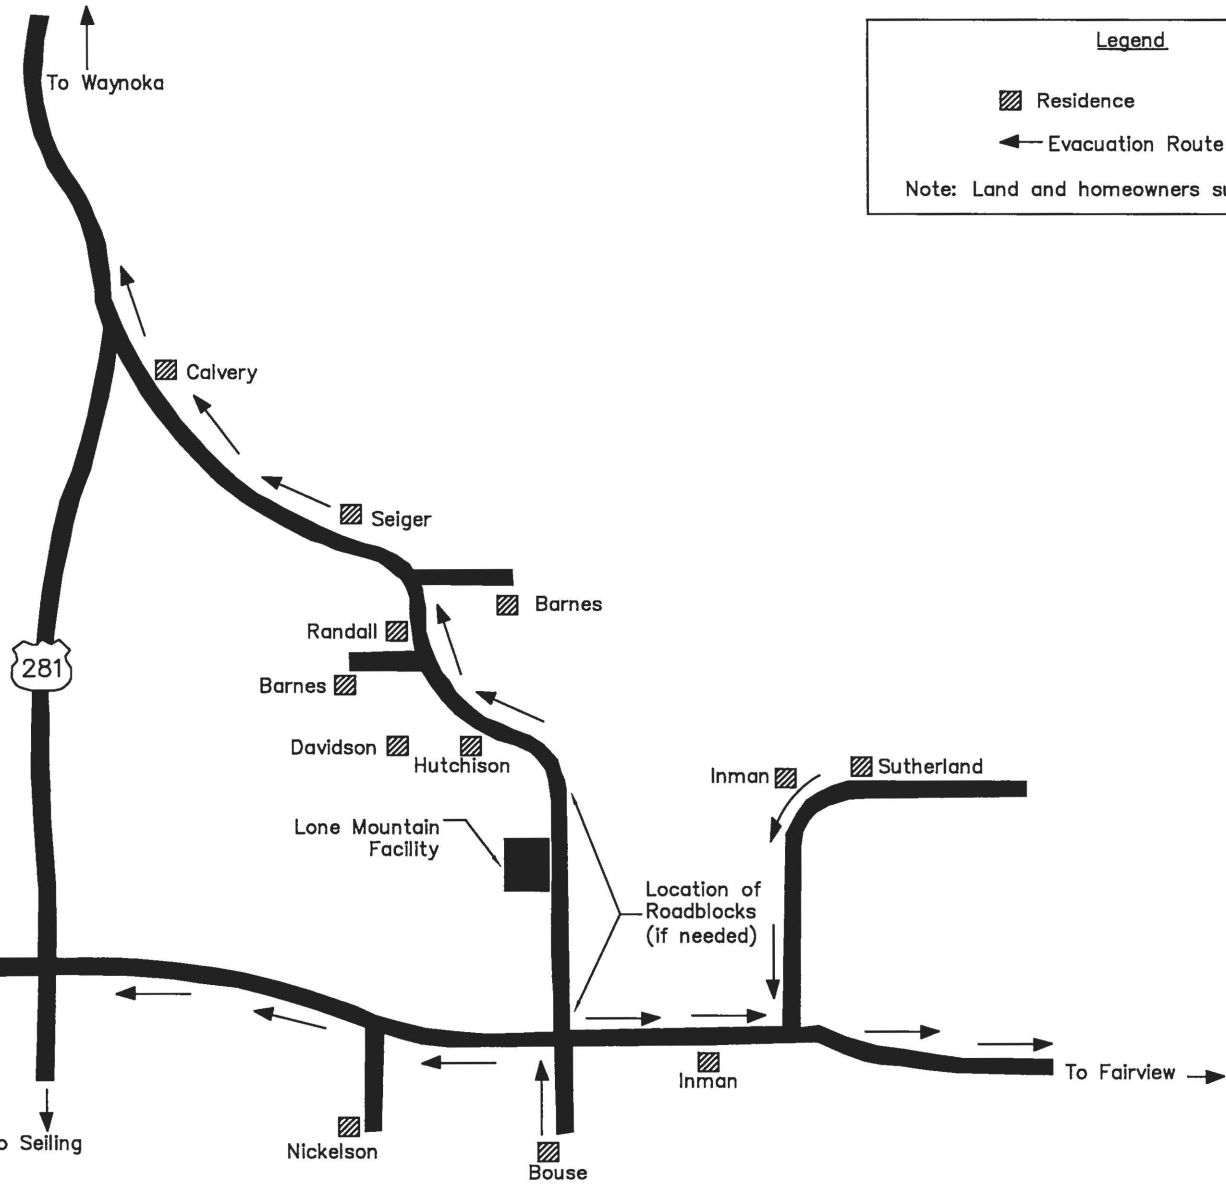 Legend
To Waynoka
Residence
Evacuation Route
Note: Land and homeowners su
Calvery
Seiger
Barnes
Randall
281
Barnes
Davidson
Hutchison
Inman
Sutherland
Lone Mountain
Facility
Location of
Roadblocks
(if needed)
Inman
To Fairview
o Seiling
Nickelson
Bouse